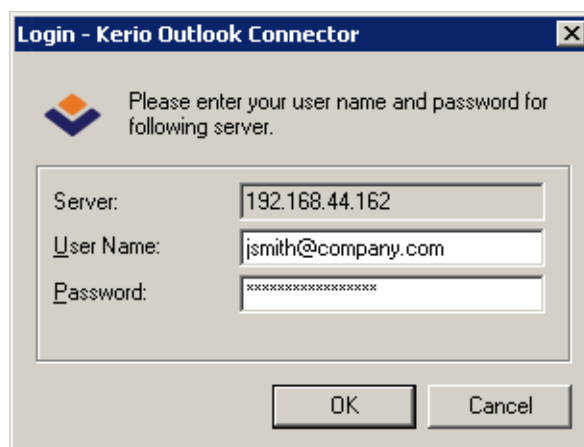 Login - Kerio Outlook Connector
Please enter your user name and password for
following server.
Server: 192.168.44.162
User Name: jsmith@company.com
Password: *****************
OK Cancel